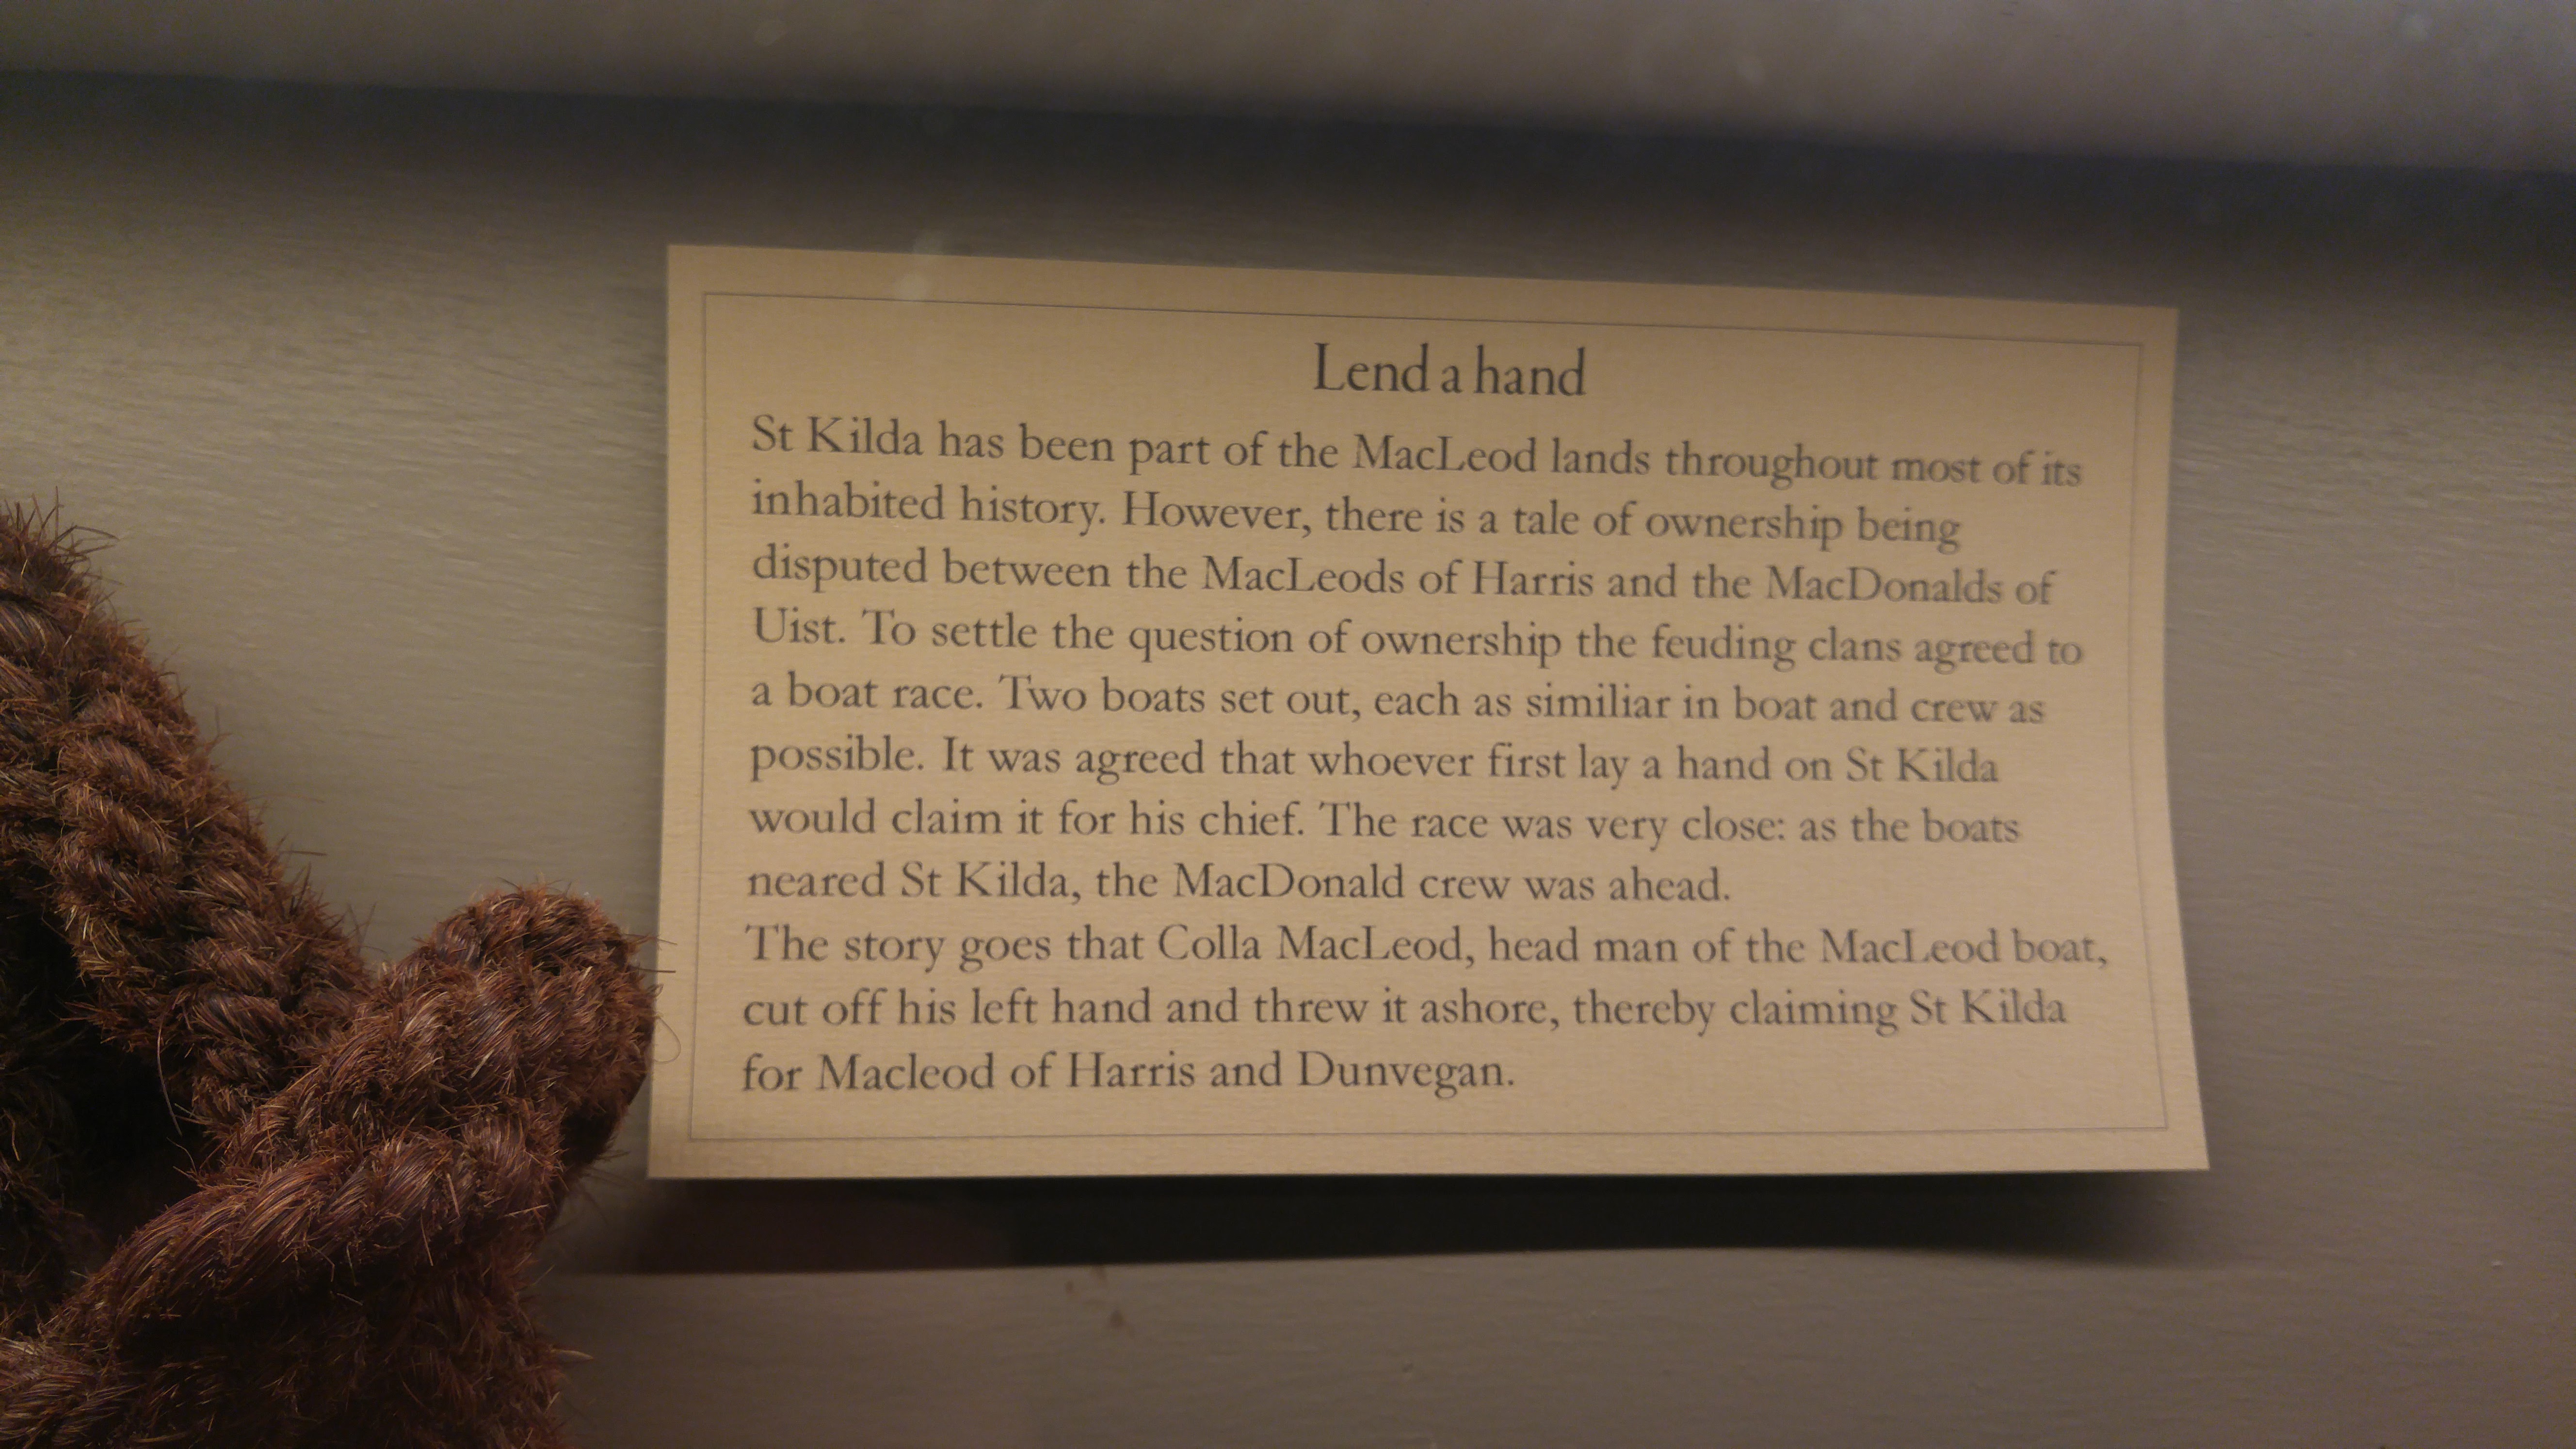 Lend a hand
St Kilda has been part of the MacLeod lands throughout most of its
inhabited history. However, there is a tale of ownership being
disputed between the MacLeods of Harris and the MacDonalds of
Uist. To settle the question of ownership the feuding clans agreed to
a boat race. Two boats set out, each as similiar in boat and crew as
possible. It was agreed that whoever first lay a hand on St Kilda
would claim it for his chief. The race was very close: as the boats
neared St Kilda, the MacDonald crew was ahead.
The story goes that Colla MacLeod, head man of the MacLeod boat,
cut off his left hand and threw it ashore, thereby claiming St Kilda
for Macleod of Harris and Dunvegan.